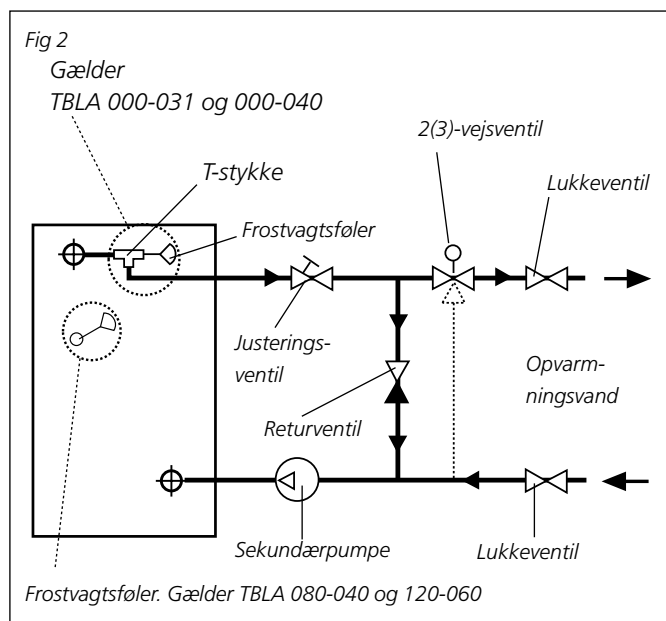 Fig 2
Gælder
TBLA 000-031 og 000-040
2(3)-vejsventil
T-stykke
Lukkeventil
Frostvagtsføler
Justerings-
ventil
Opvarm-
ningsvand
Returventil
Sekundærpumpe
Lukkeventil
Frostvagtsføler. Gælder TBLA 080-040 og 120-060